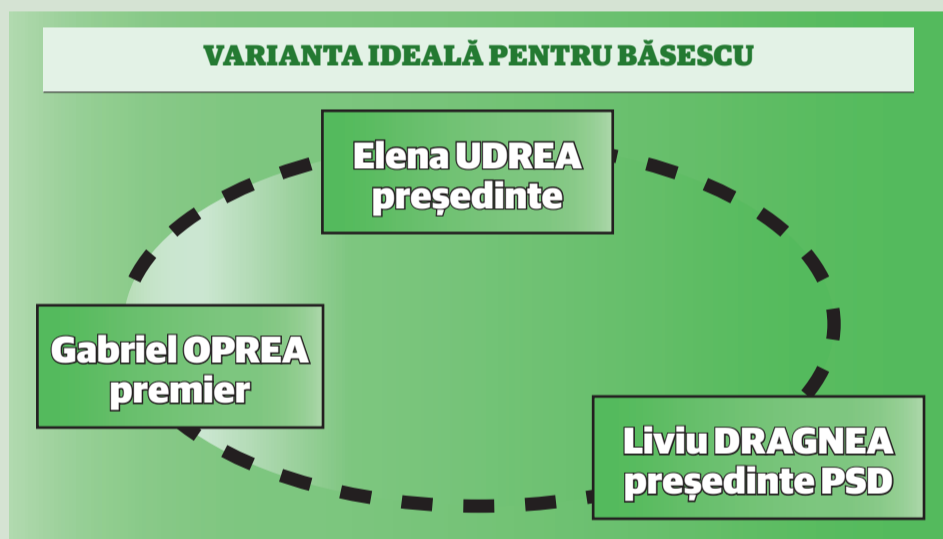 VARIANTA IDEALĂ PENTRU BĂSESCU
Elena UDREA
președinte
Gabriel OPREA
premier
Liviu DRAGNEA
președinte PSD